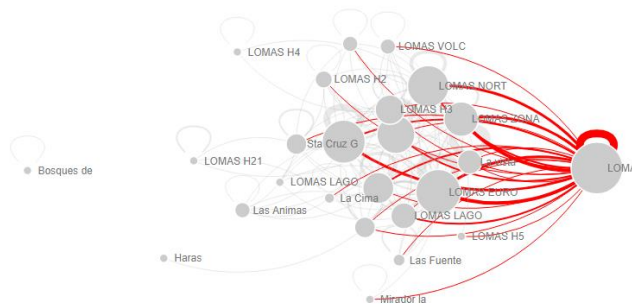 LOMAS VOLC
LOMAS H4
LOMAS H2
LOMAS NORT
LOMAS H3
LOMAS ZONA
Sta Cruz G
LOMAS H21
LOMA
Bosques de
LOMAS LAGO
LOMAS EURO
La Cima
Las Animas
LOMAS LAGO
LOMAS H5
Haras
Las Fuente
Mirador la